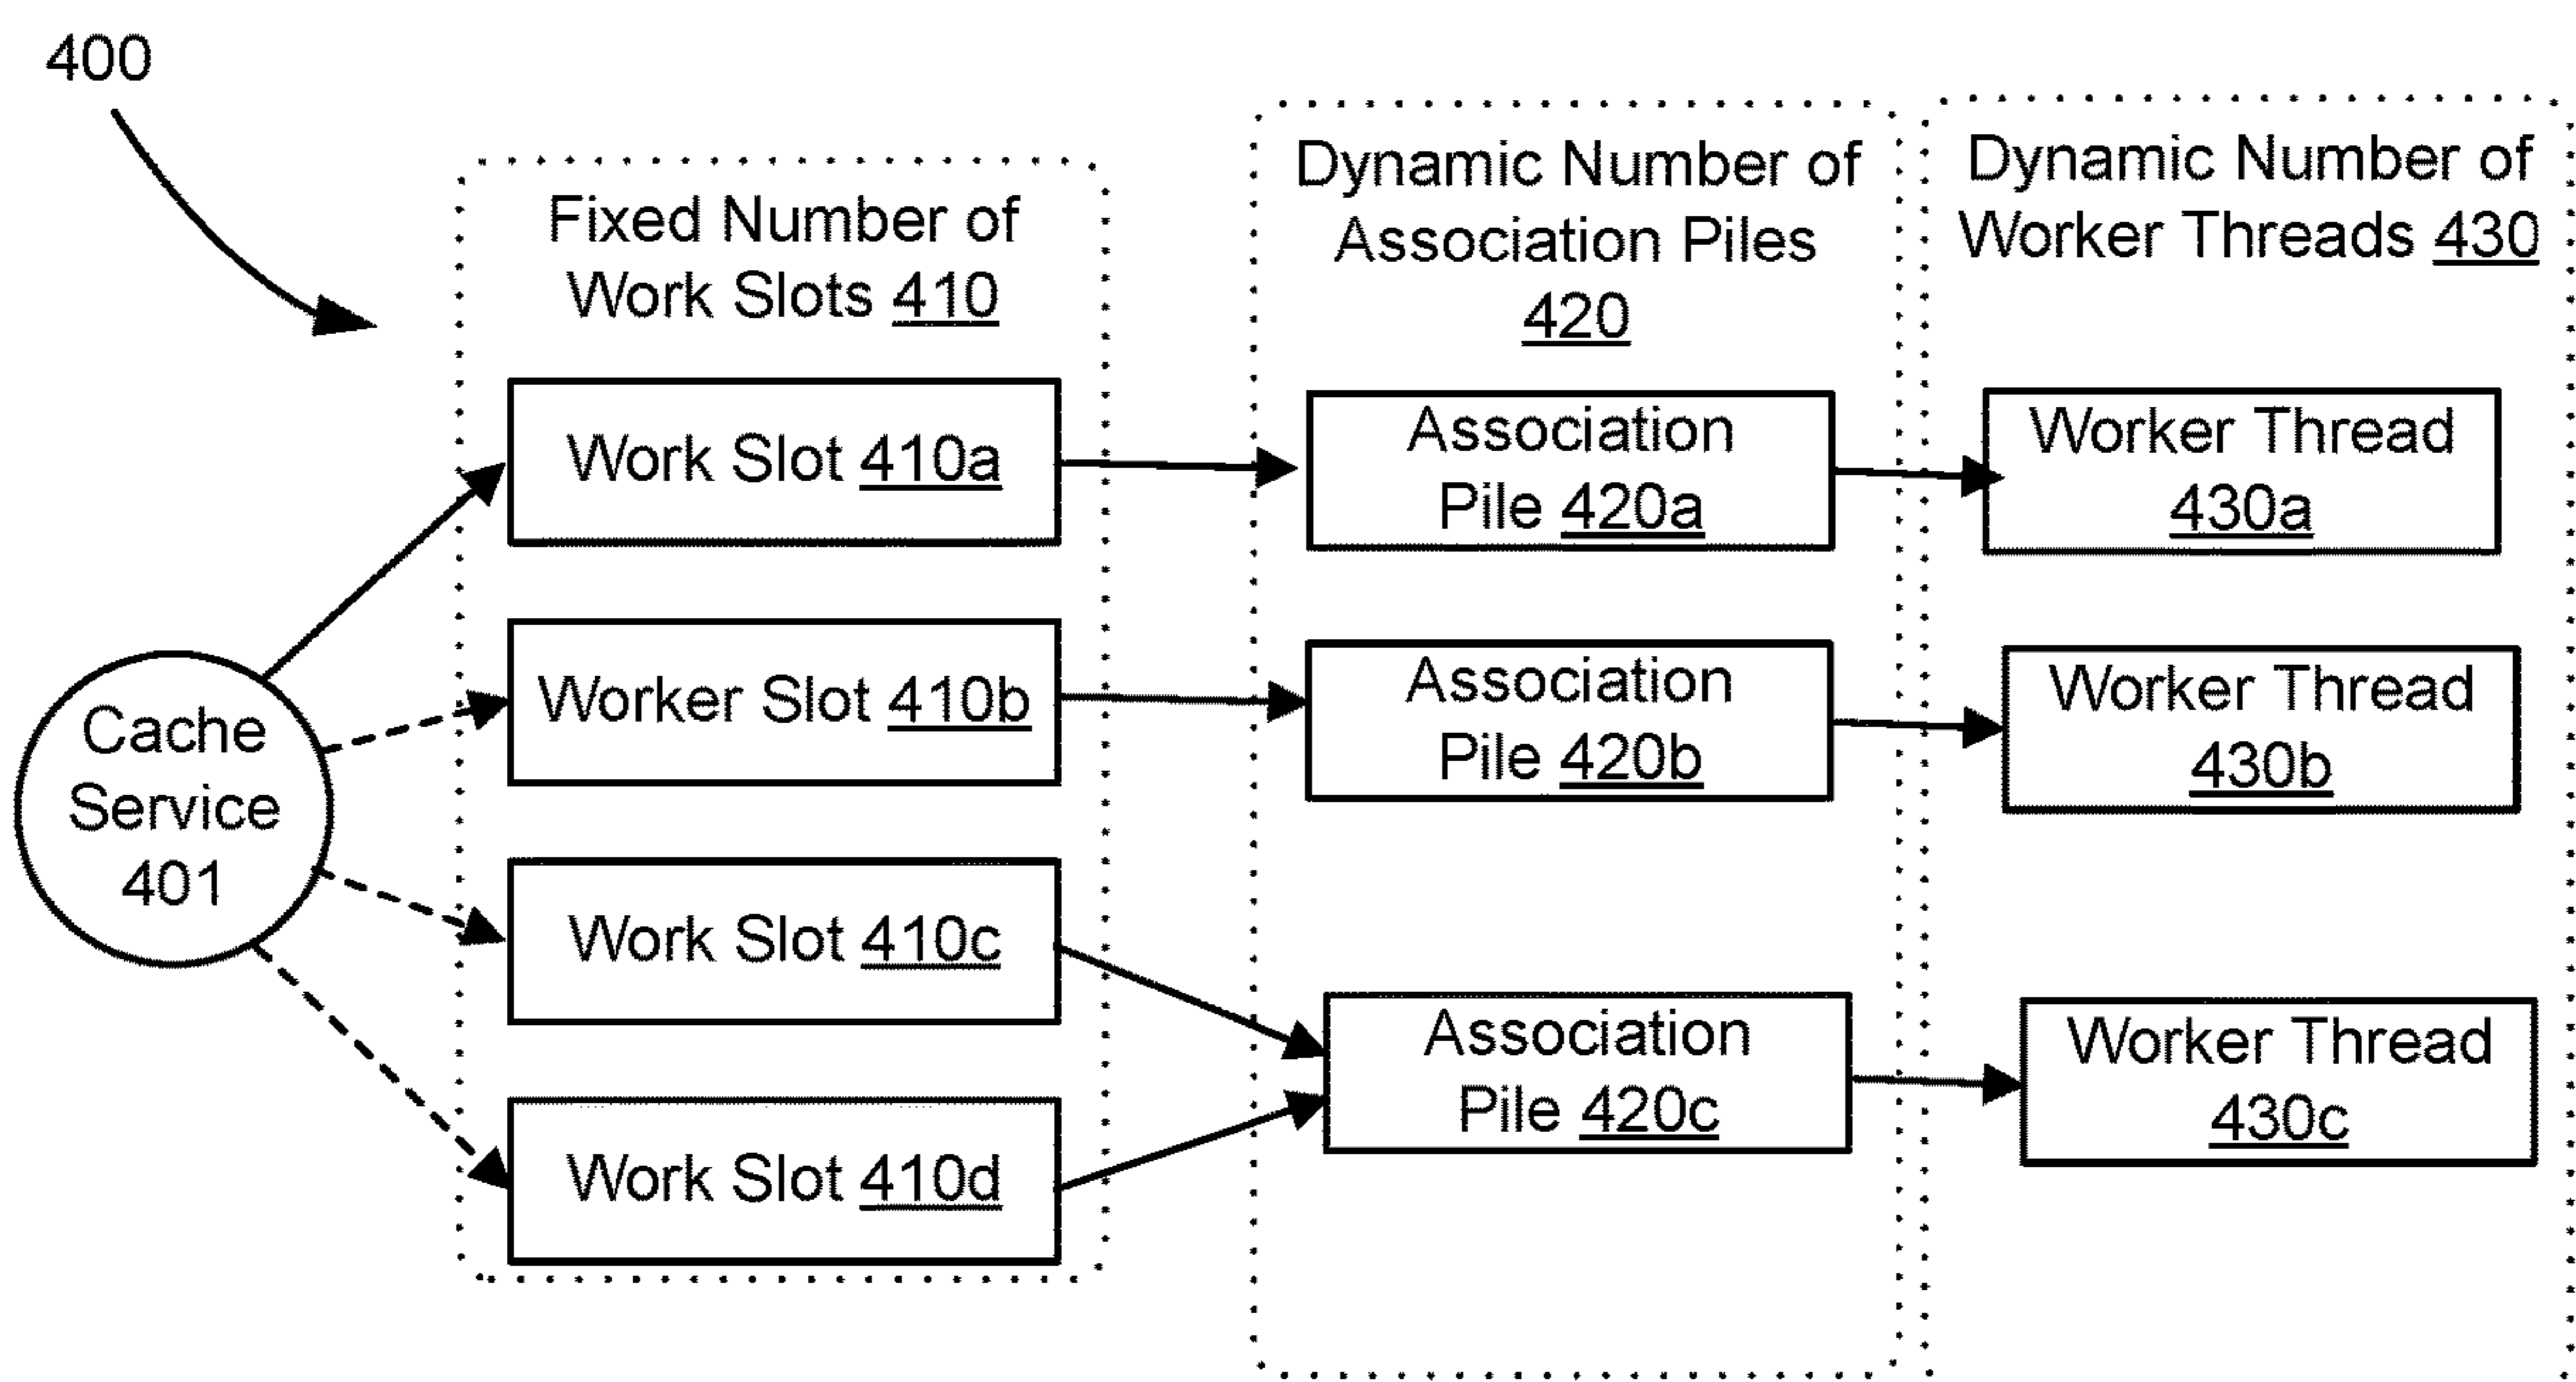 400
Fixed Number of
Work Slots 410
Dynamic Number of
Association Piles
420
Dynamic Number of
Worker Threads 430
Cache
Service
401
Work Slot 410a
Worker Slot 410b
Work Slot 410c
Work Slot 410d
Association
Pile 420a
Association
Pile 420b
Association
Pile 420c
Worker Thread
430a
Worker Thread
430b
Worker Thread
430c